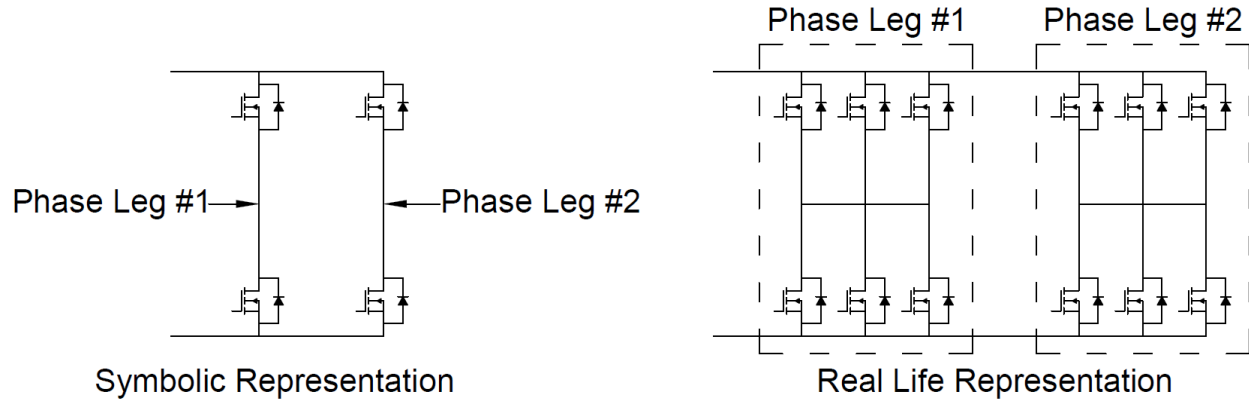 Phase Leg #1
Phase Leg #2
Phase Leg #1
Phase Leg #2
Symbolic Representation
Real Life Representation